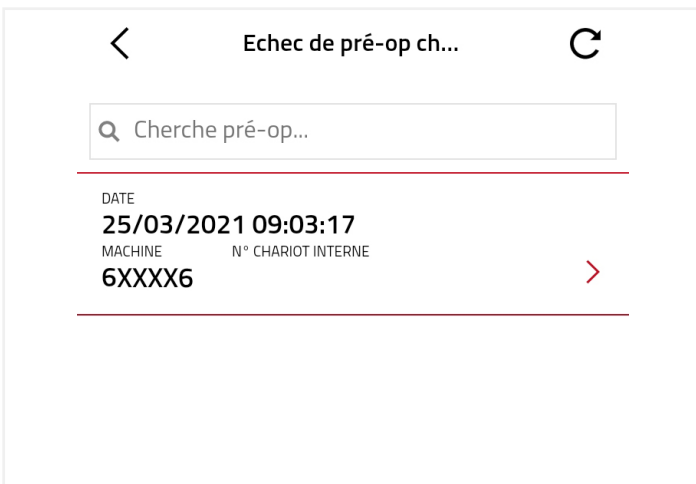 Echec de pré-op ch...
Cherche pré-op...
DATE
25/03/2021 09:03:17
MACHINE N° CHARIOT INTERNE
6XXXX6